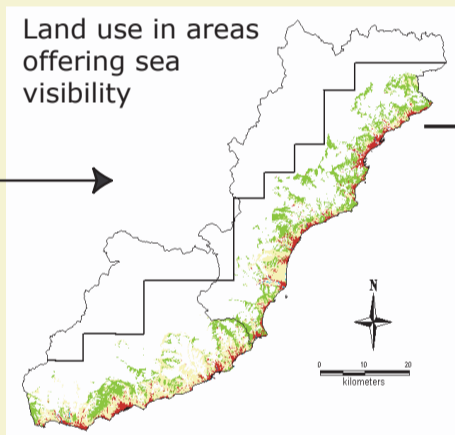 Land use in areas
offering sea
visibility
N
0 10 20
kilometers